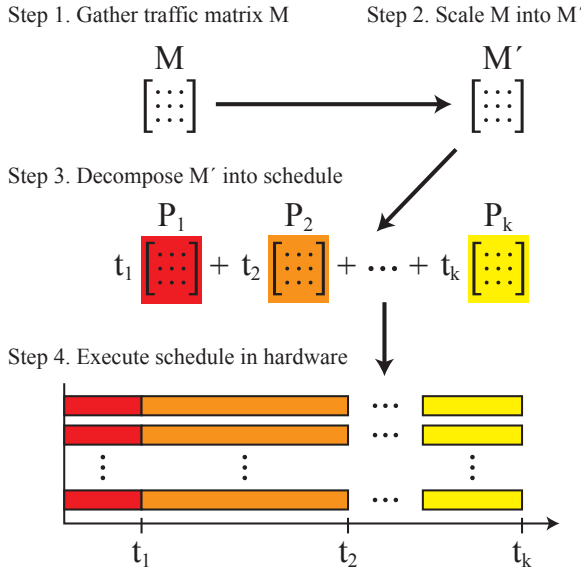 Step 1. Gather traffic matrix M
Step 2. Scale M into M´
M
M´
Step 3. Decompose M´ into schedule
P1 P2 Pk
t1 + t2 + ... + tk
Step 4. Execute schedule in hardware
...
...
t1 t2 tk